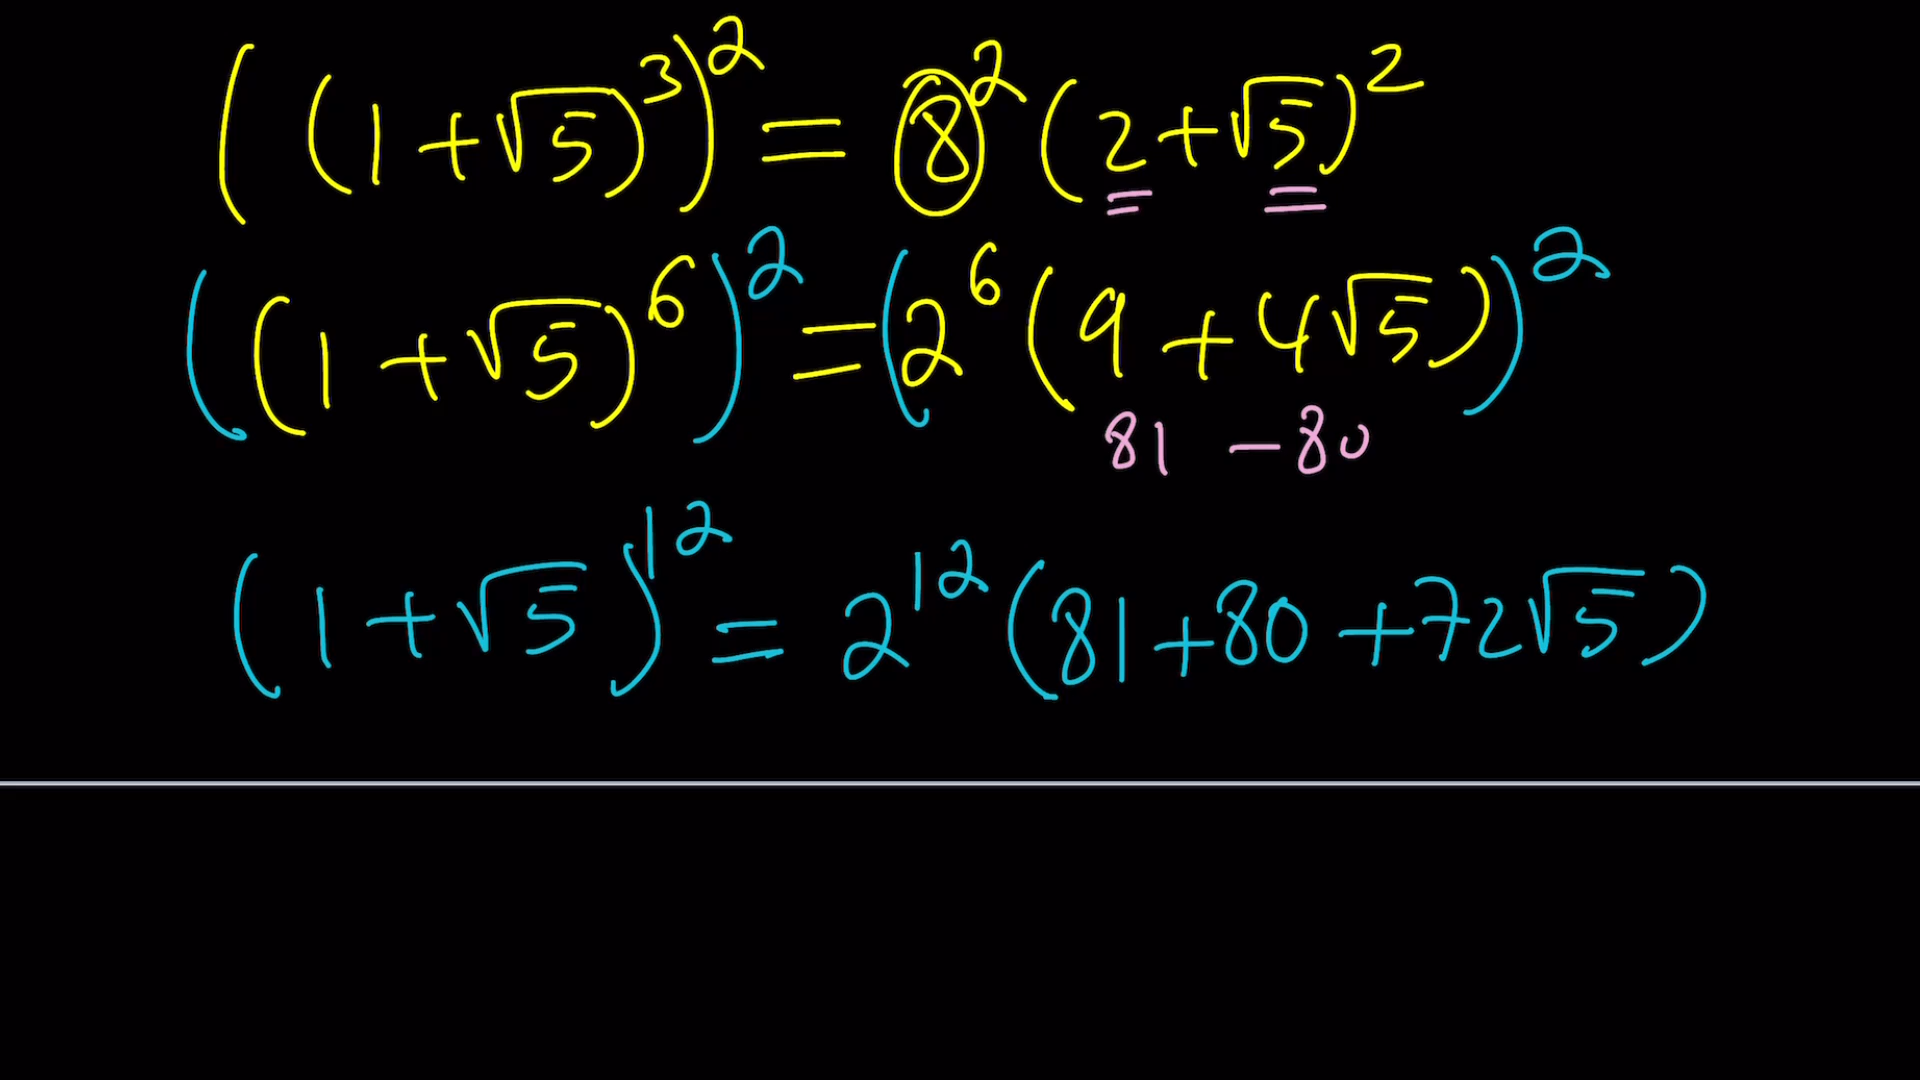 ((1+√5)³)² = 8²(2+√5)²
((1+√5)⁶)² = (2⁶(9+4√5))²
81 - 80
(1+√5)¹² = 2¹²(81+80+72√5)